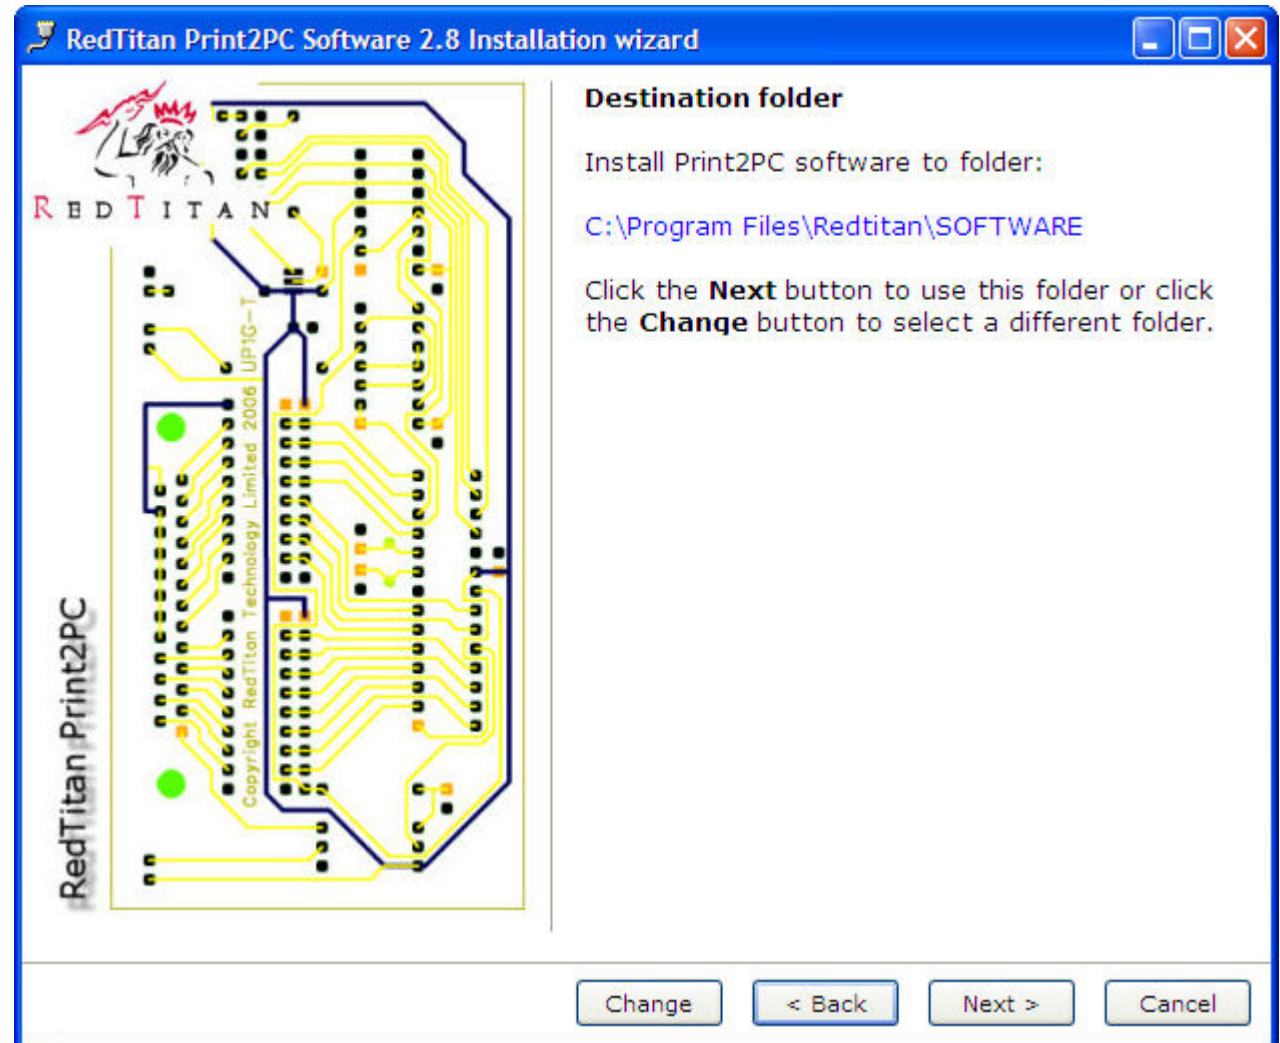 RedTitan Print2PC Software 2.8 Installation wizard
REDTITAN
Copyright RedTitan Technology Limited 2006 UP1G-T
RedTitan Print2PC
Destination folder
Install Print2PC software to folder:
C:\Program Files\Redtitan\SOFTWARE
Click the Next button to use this folder or click
the Change button to select a different folder.
Change
< Back
Next >
Cancel